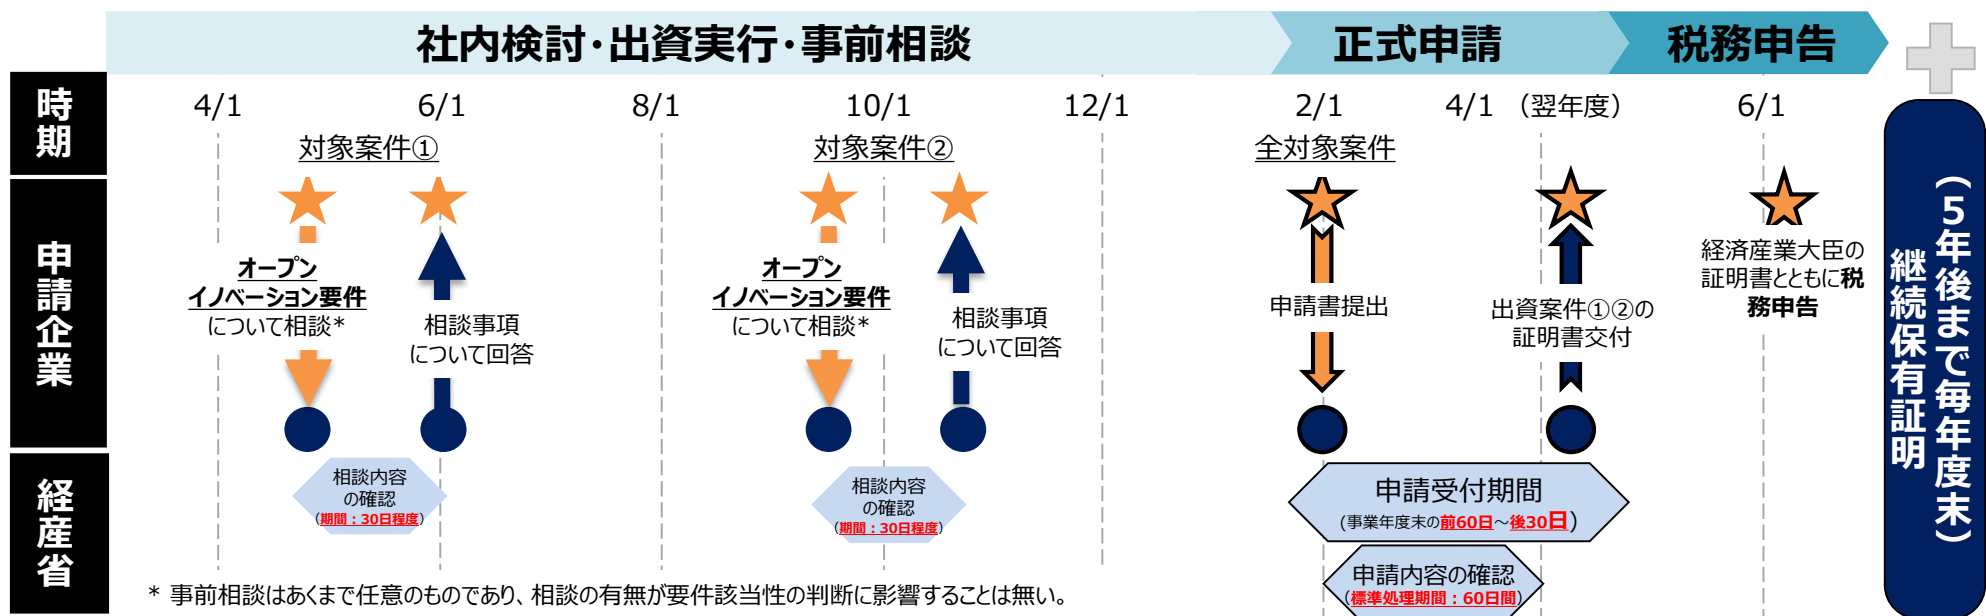 社内検討・出資実行・事前相談
正式申請
税務申告
時期
4/1
6/1
8/1
10/1
12/1
2/1
4/1 (翌年度)
6/1
対象案件①
対象案件②
全対象案件
申請企業
オープン
イノベーション要件
について相談*
相談事項
について回答
オープン
イノベーション要件
について相談*
相談事項
について回答
申請書提出
出資案件①②の
証明書交付
経済産業大臣の
証明書とともに税
務申告
経産省
相談内容
の確認
(期間:30日程度)
相談内容
の確認
(期間:30日程度)
申請受付期間
(事業年度末の前60日~後30日)
申請内容の確認
(標準処理期間:60日間)
* 事前相談はあくまで任意のものであり、相談の有無が要件該当性の判断に影響することは無い。
(5年後まで毎年度末)
継続保有証明